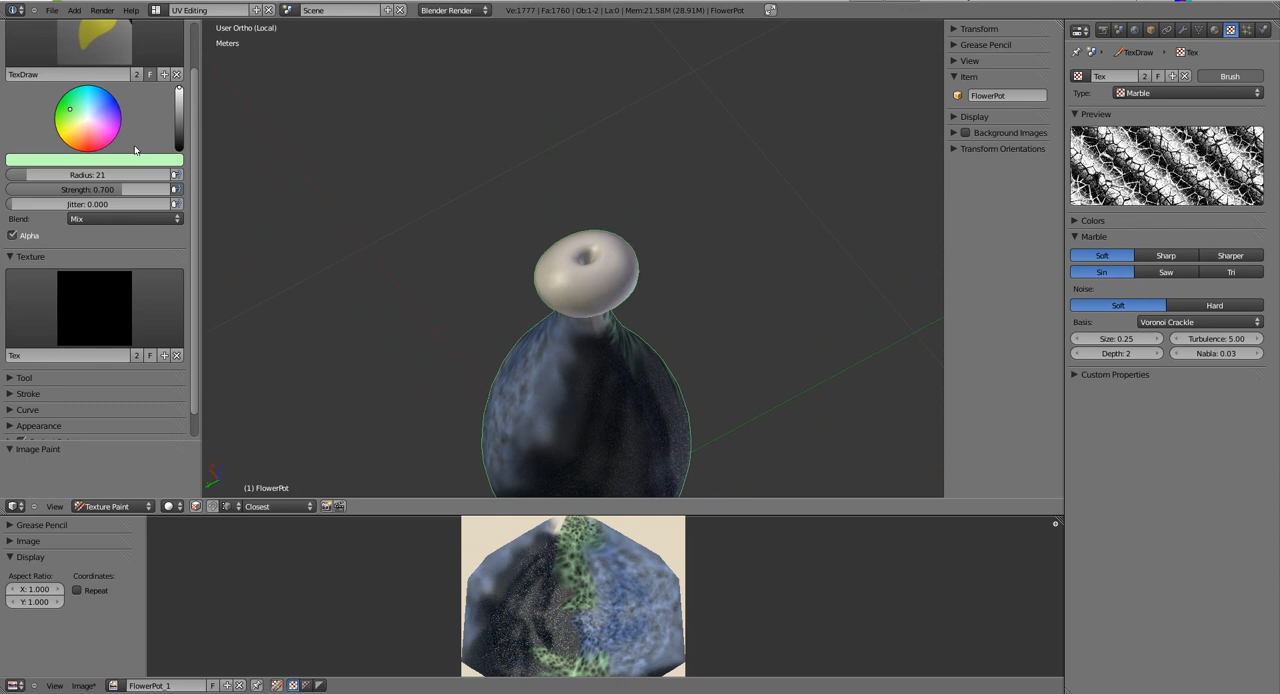 File Add Render Help UV Editing Scene Blender Render Ve:1777 | Fa:1760 | Ob:1-2 | La:0 | Mem:21.58M (28.91M) | FlowerPot
User Ortho (Local)
Meters
TexDraw 2 F
Radius: 21
Strength: 0.700
Jitter: 0.000
Blend: Mix
Alpha
Texture
Tex 2 F
Tool
Stroke
Curve
Appearance
Image Paint
(1) FlowerPot
Transform
Grease Pencil
View
Item
FlowerPot
Display
Background Images
Transform Orientations
TexDraw Tex
Tex 2 F Brush
Type: Marble
Preview
Colors
Marble
Soft Sharp Sharper
Sin Saw Tri
Noise:
Soft Hard
Basis: Voronoi Crackle
Size: 0.25 Turbulence: 5.00
Depth: 2 Nabla: 0.03
Custom Properties
View Texture Paint Closest
Grease Pencil
Image
Display
Aspect Ratio: Coordinates:
X: 1.000 Repeat
Y: 1.000
View Image* FlowerPot_1 F